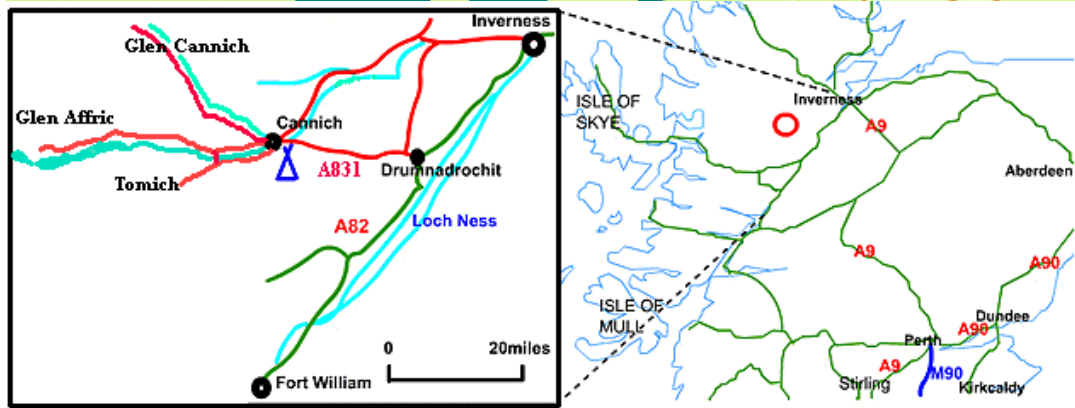 Inverness
Glen Cannich
Glen Affric
Cannich
Tomich
A831
Drumnadrochit
A82
Loch Ness
0 20miles
Fort William
ISLE OF
SKYE
Inverness
A9
Aberdeen
A9
A90
ISLE OF
MULL
Dundee
A90
Perth
A9
M90
Stirling
Kirkcaldy